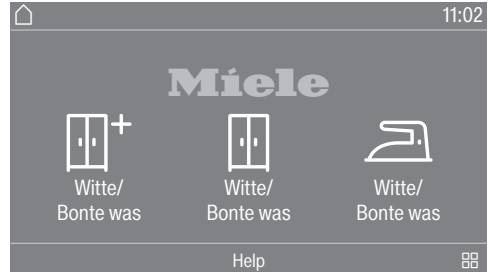 11:02
Miele
Witte/
Bonte was
Witte/
Bonte was
Witte/
Bonte was
Help